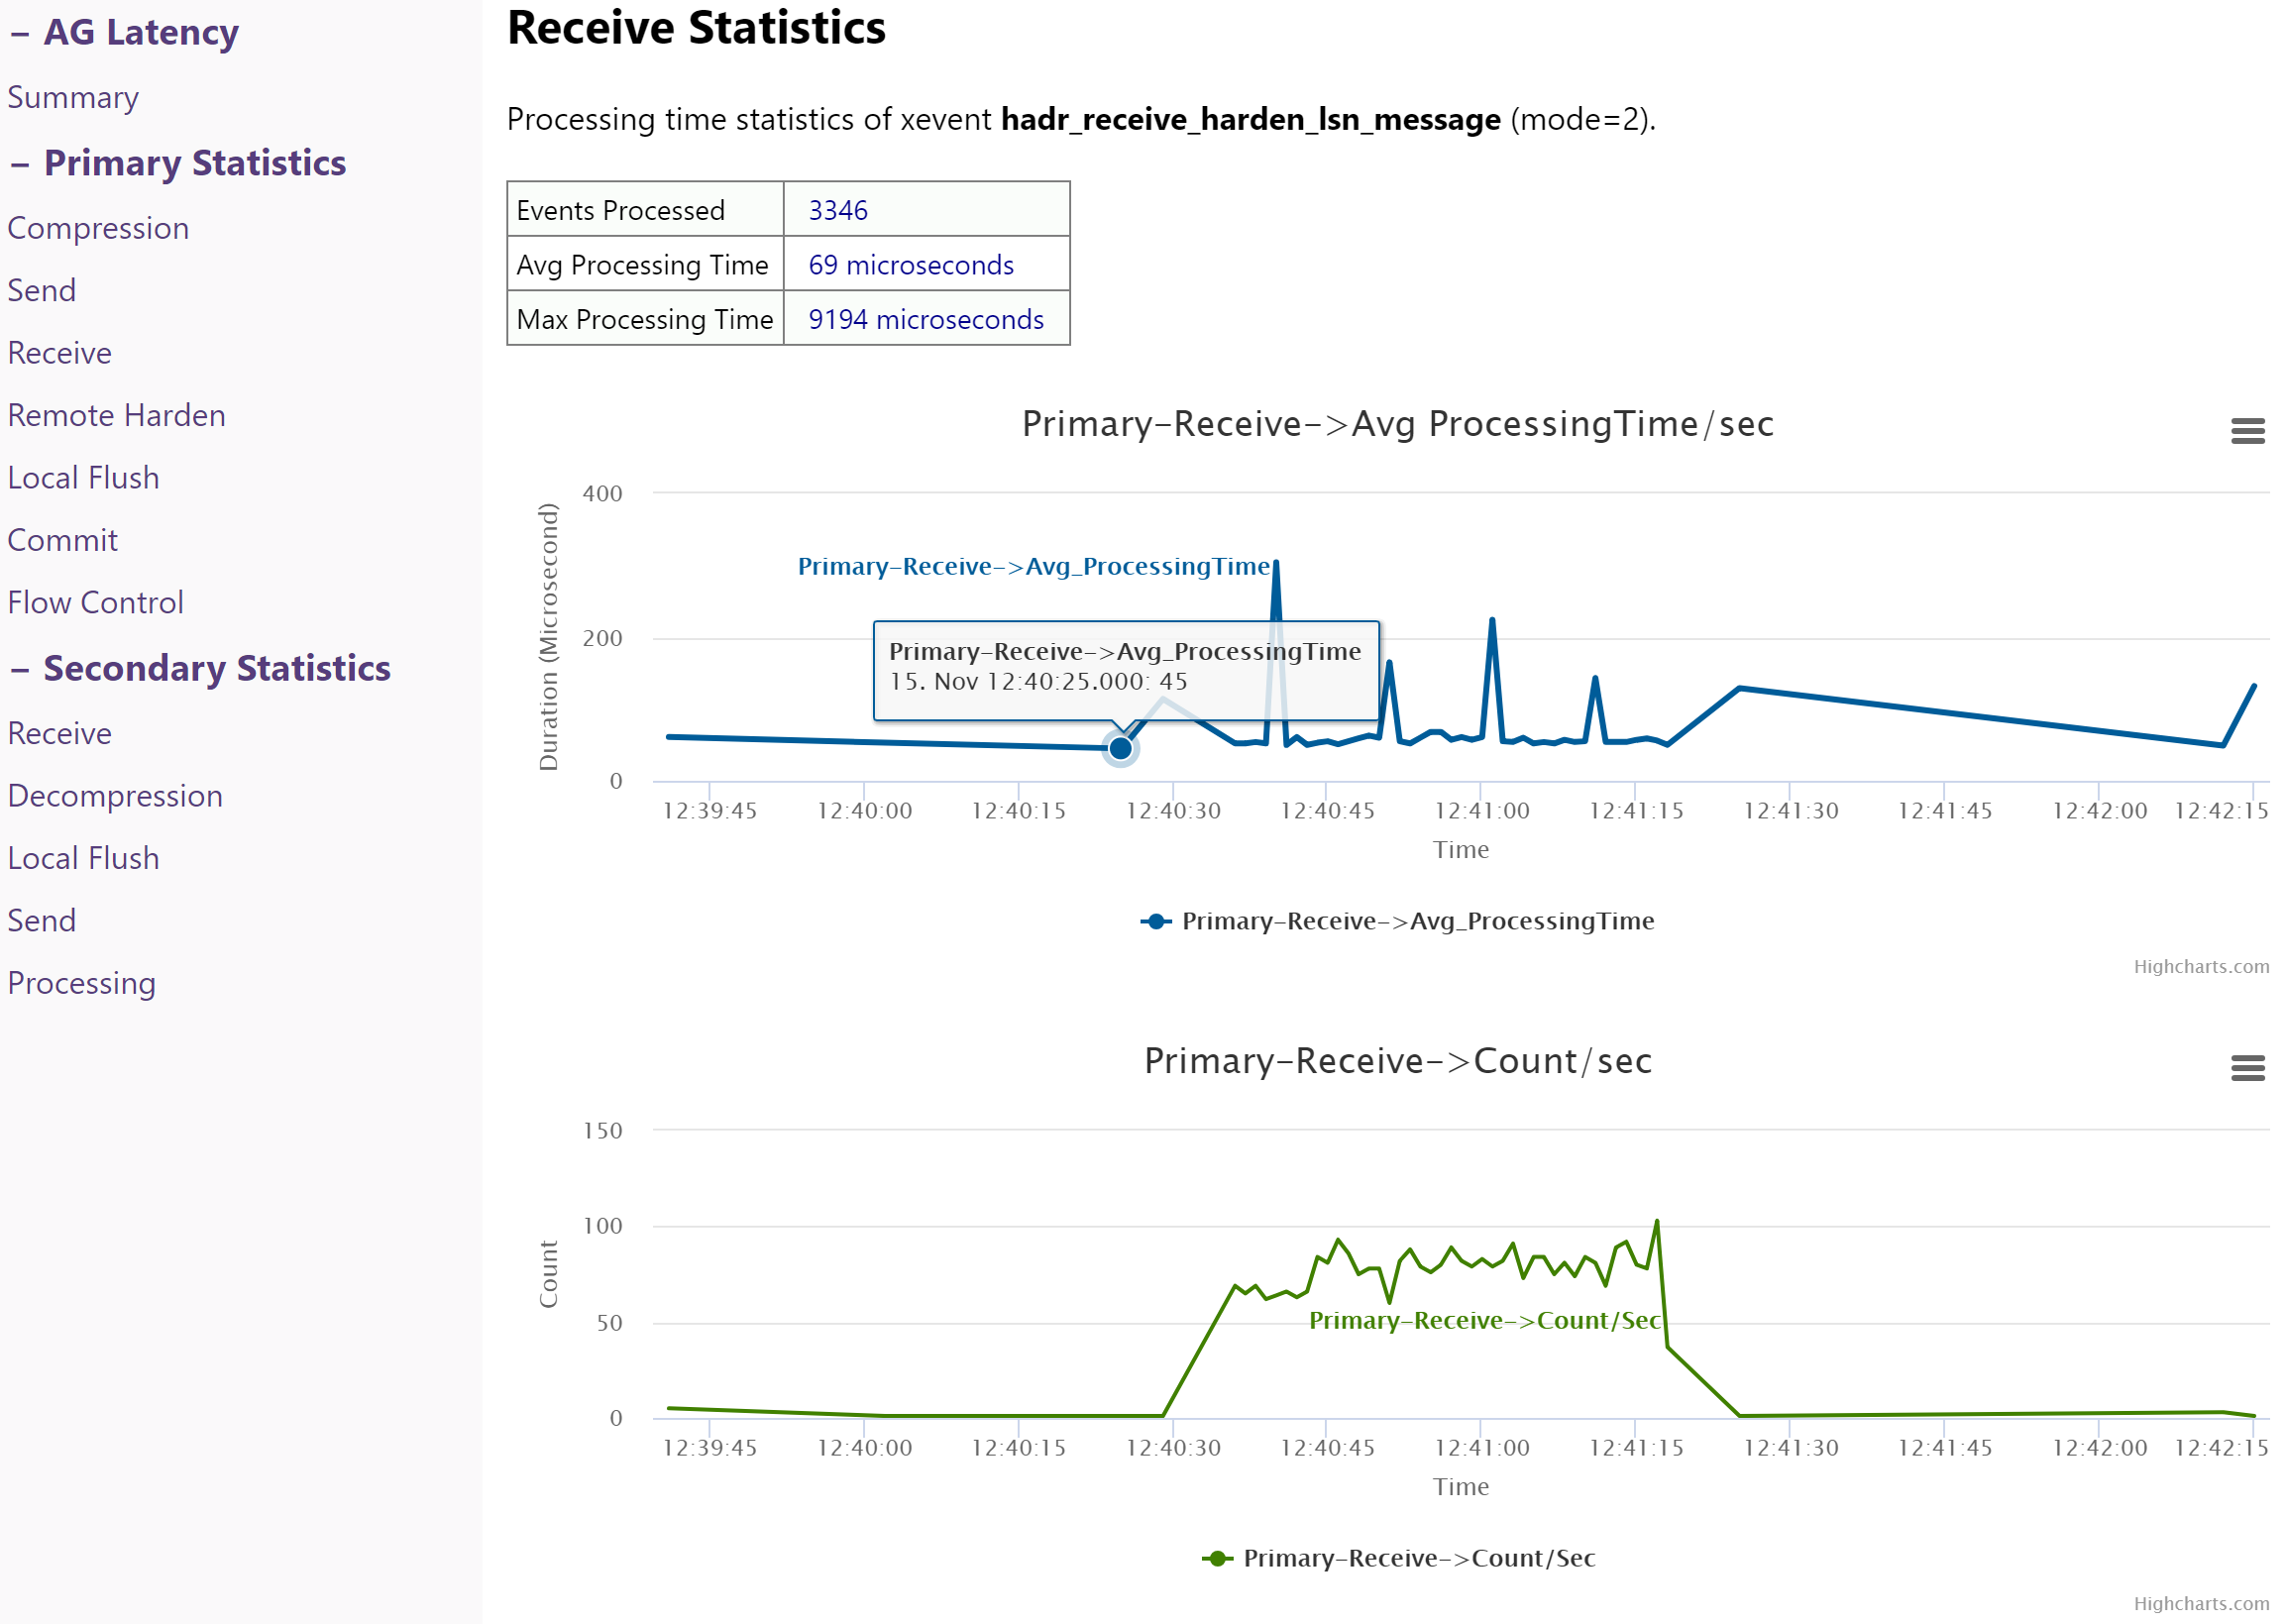 − AG Latency
Summary
− Primary Statistics
Compression
Send
Receive
Remote Harden
Local Flush
Commit
Flow Control
− Secondary Statistics
Receive
Decompression
Local Flush
Send
Processing
Receive Statistics
Processing time statistics of xevent hadr_receive_harden_lsn_message (mode=2).
Events Processed 3346
Avg Processing Time 69 microseconds
Max Processing Time 9194 microseconds
Primary-Receive->Avg ProcessingTime/sec
Duration (Microsecond)
400
200
0
Primary-Receive->Avg_ProcessingTime
Primary-Receive->Avg_ProcessingTime
15. Nov 12:40:25.000: 45
12:39:45 12:40:00 12:40:15 12:40:30 12:40:45 12:41:00 12:41:15 12:41:30 12:41:45 12:42:00 12:42:15
Time
Primary-Receive->Avg_ProcessingTime
Highcharts.com
Primary-Receive->Count/sec
Count
150
100
50
0
Primary-Receive->Count/Sec
12:39:45 12:40:00 12:40:15 12:40:30 12:40:45 12:41:00 12:41:15 12:41:30 12:41:45 12:42:00 12:42:15
Time
Primary-Receive->Count/Sec
Highcharts.com